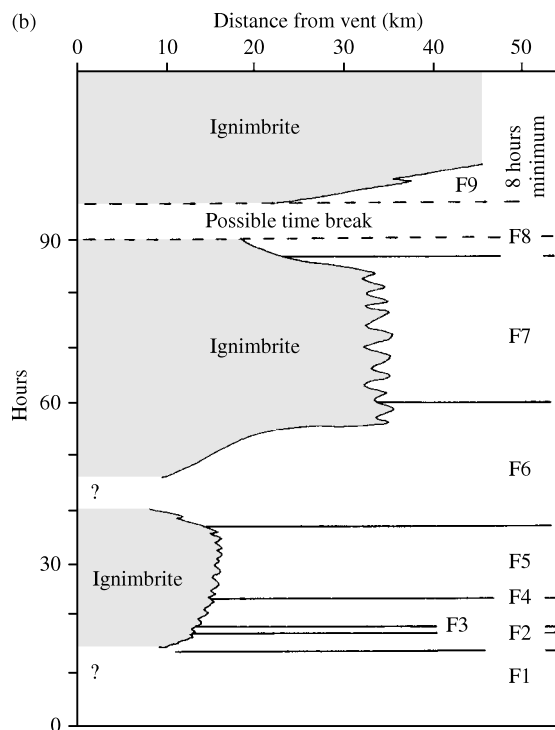 (b)
Distance from vent (km)
0 10 20 30 40 50
Ignimbrite
8 hours
minimum
F9
Possible time break
90
F8
Ignimbrite
F7
Hours
60
F6
?
30
F5
Ignimbrite
F4
F3
F2
?
F1
0